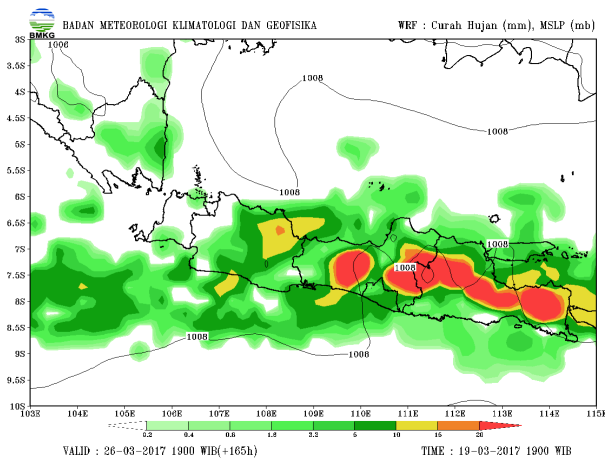 BMKG
BADAN METEOROLOGI KLIMATOLOGI DAN GEOFISIKA
WRF : Curah Hujan (mm), MSLP (mb)
3S
3.5S
4S
4.5S
5S
5.5S
6S
6.5S
7S
7.5S
8S
8.5S
9S
9.5S
10S
1006
1008
1008
1008
1008
1008
1008
1008
103E 104E 105E 106E 107E 108E 109E 110E 111E 112E 113E 114E 115E
0.2 0.4 0.6 1.8 3.2 5 10 16 20
VALID : 26-03-2017 1900 WIB(+165h)
TIME : 19-03-2017 1900 WIB